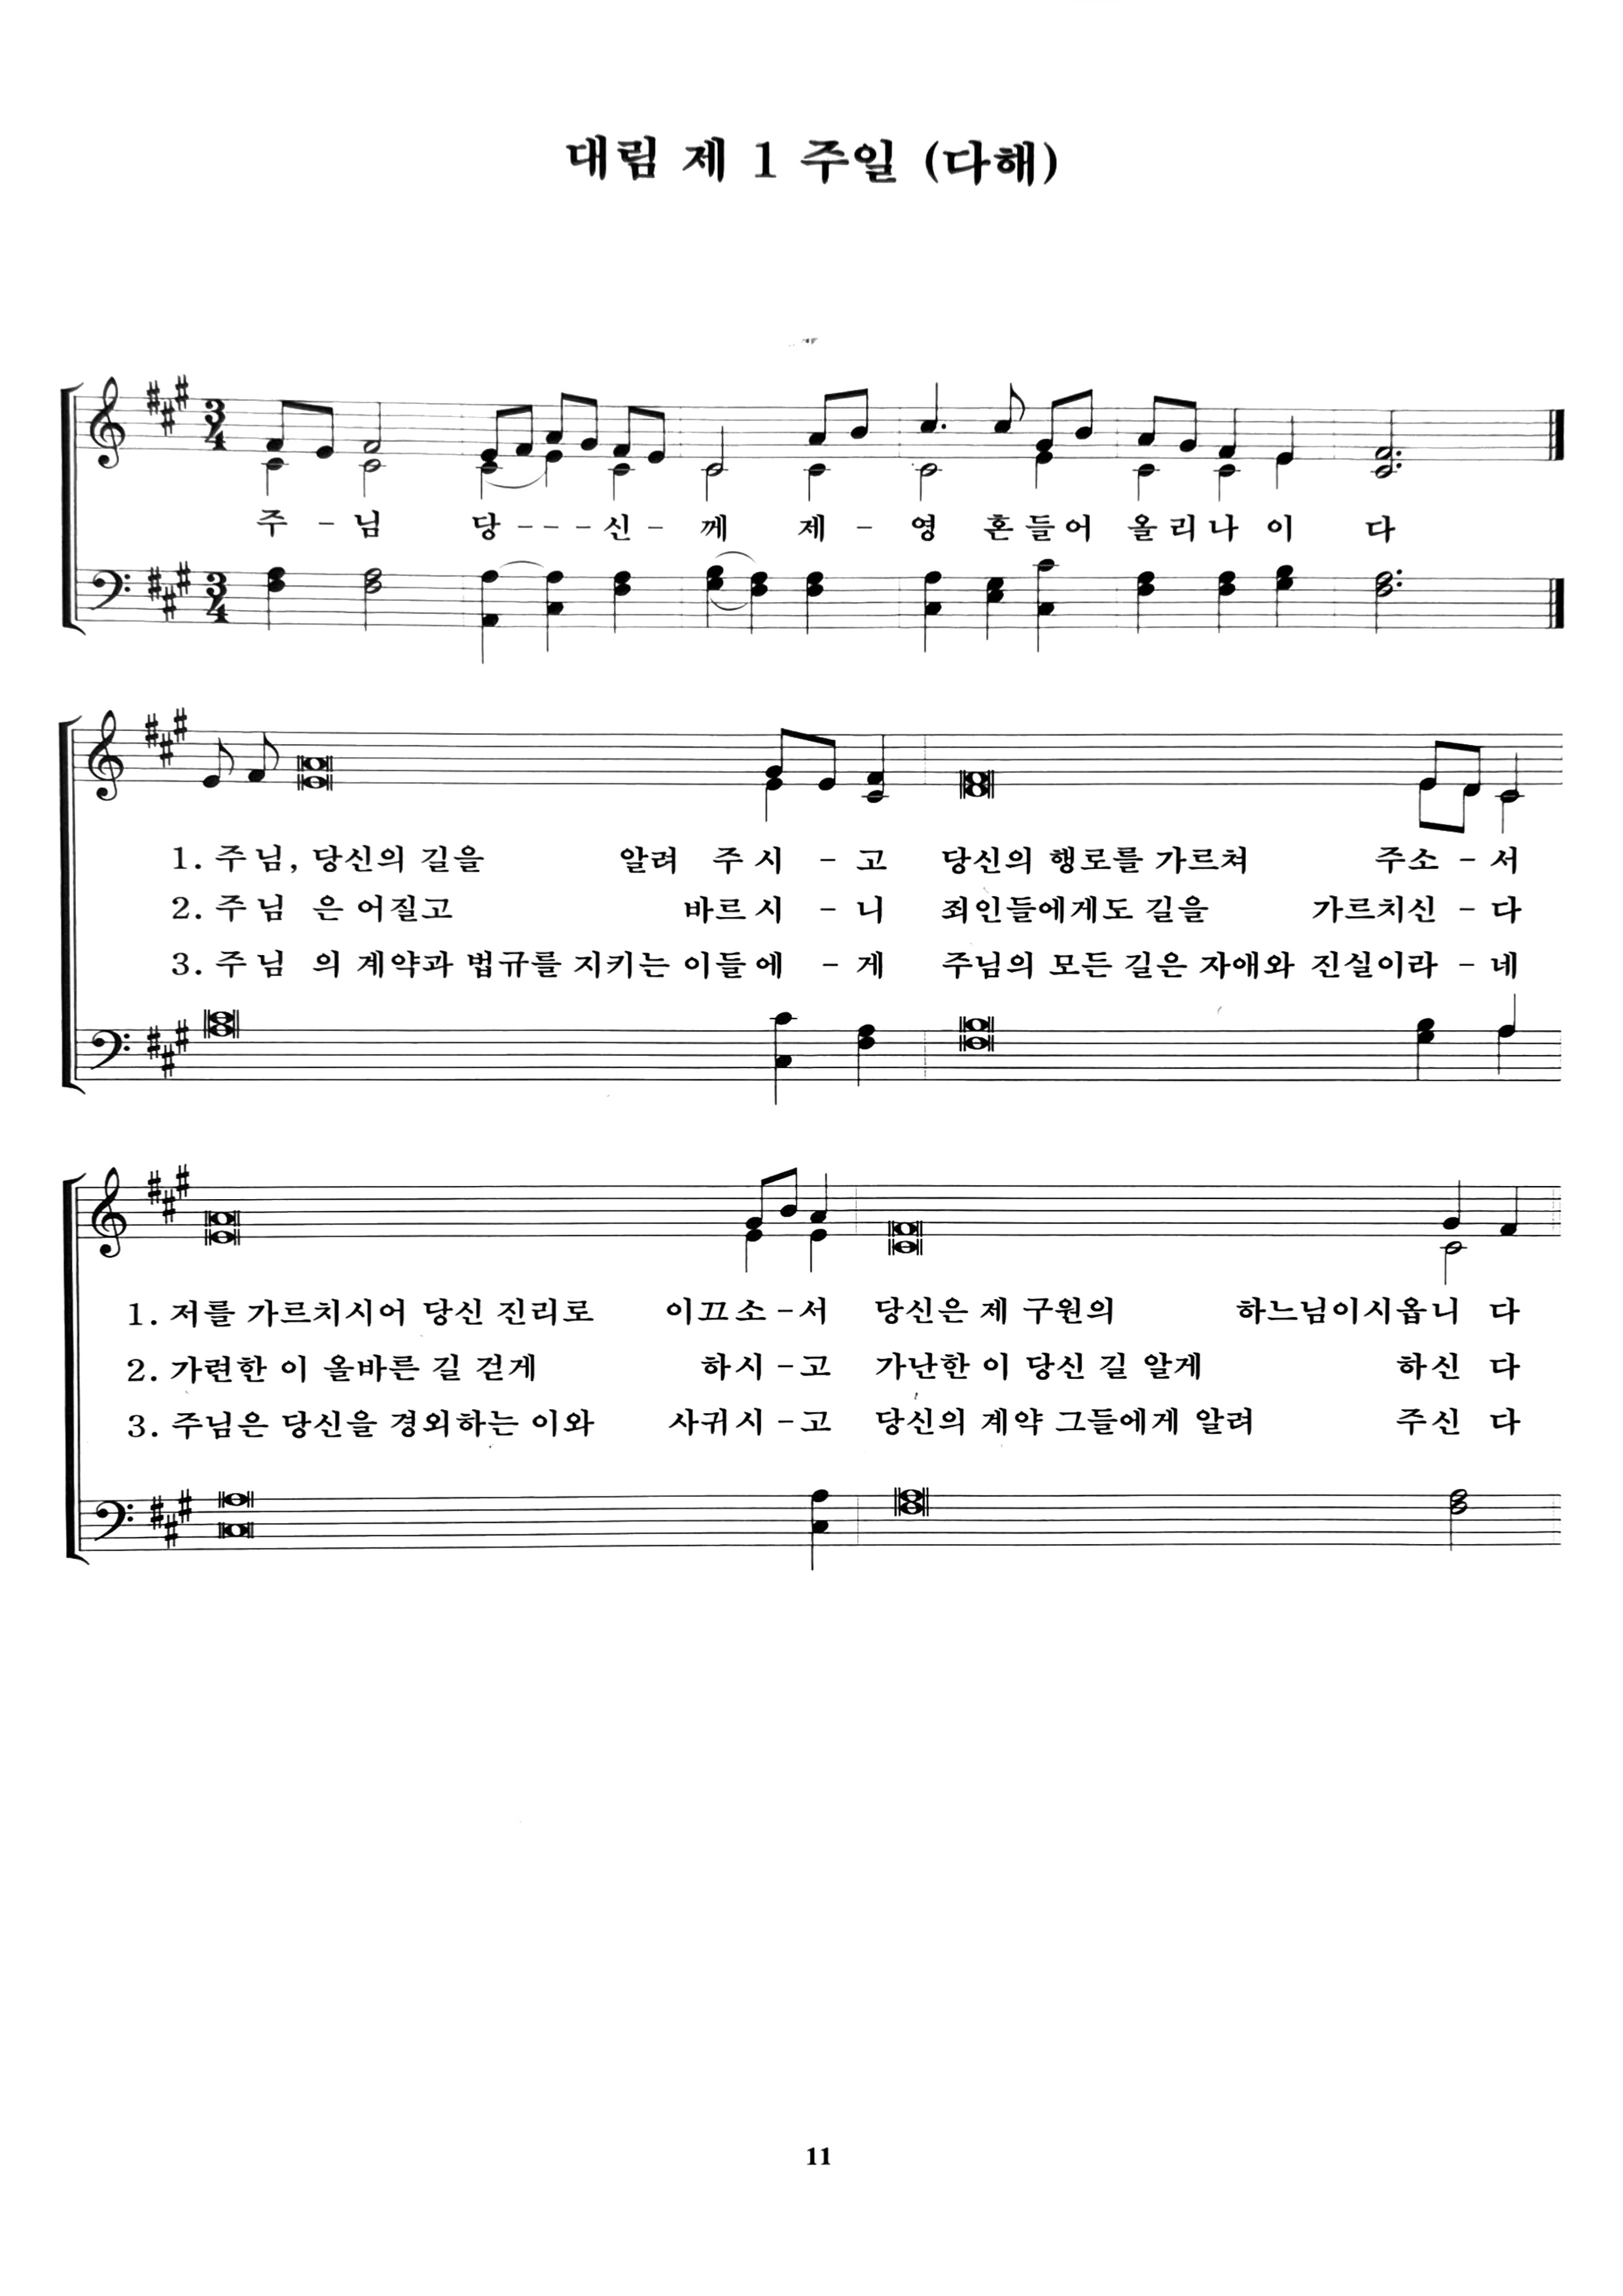 대림 제 1 주일 (다해)
3/4
주 - 님 당 - - - 신 - 께 제 - 영 혼 들 어 올 리 나 이 다
3/4
1. 주 님, 당신의 길을 알려 주 시 - 고 당신의 행로를 가르쳐 주소 - 서
2. 주 님 은 어질고 바르 시 - 니 죄인들에게도 길을 가르치신 - 다
3. 주 님 의 계약과 법규를 지키는 이들 에 - 게 주님의 모든 길은 자애와 진실이라 - 네
1. 저를 가르치시어 당신 진리로 이끄 소 - 서 당신은 제 구원의 하느님이시옵니 다
2. 가련한 이 올바른 길 걷게 하시 - 고 가난한 이 당신 길 알게 하신 다
3. 주님은 당신을 경외하는 이와 사귀 시 - 고 당신의 계약 그들에게 알려 주신 다
11